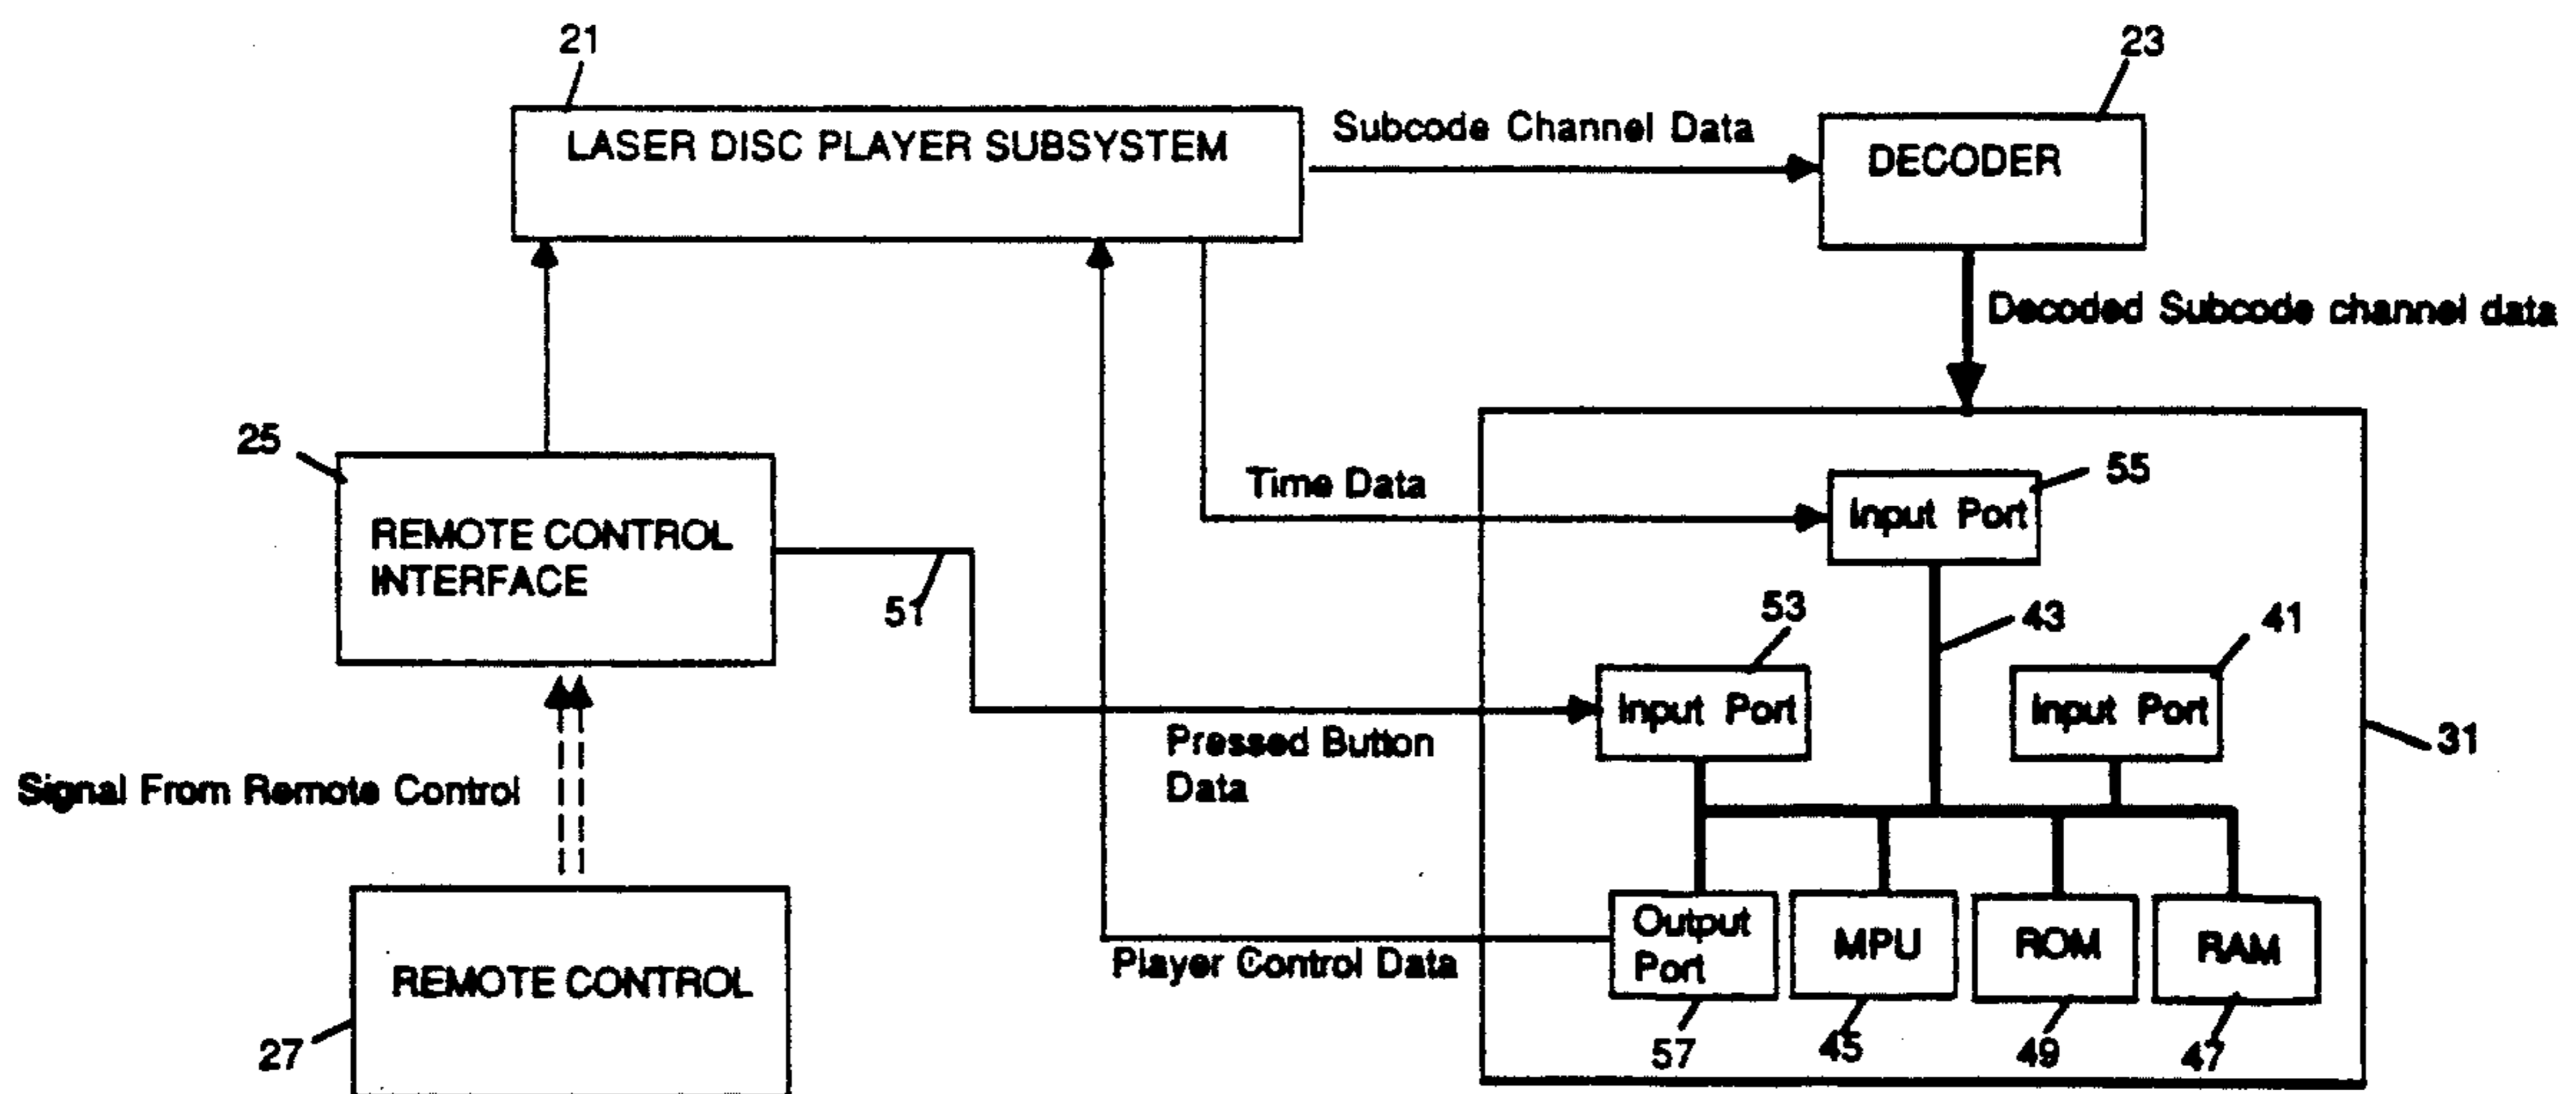 21
23
LASER DISC PLAYER SUBSYSTEM
Subcode Channel Data
DECODER
Decoded Subcode channel data
25
REMOTE CONTROL
INTERFACE
51
Time Data
Input Port
55
53
43
41
Input Port
Input Port
31
Pressed Button
Data
Signal From Remote Control
REMOTE CONTROL
27
Player Control Data
Output
Port
MPU
ROM
RAM
57
45
49
47